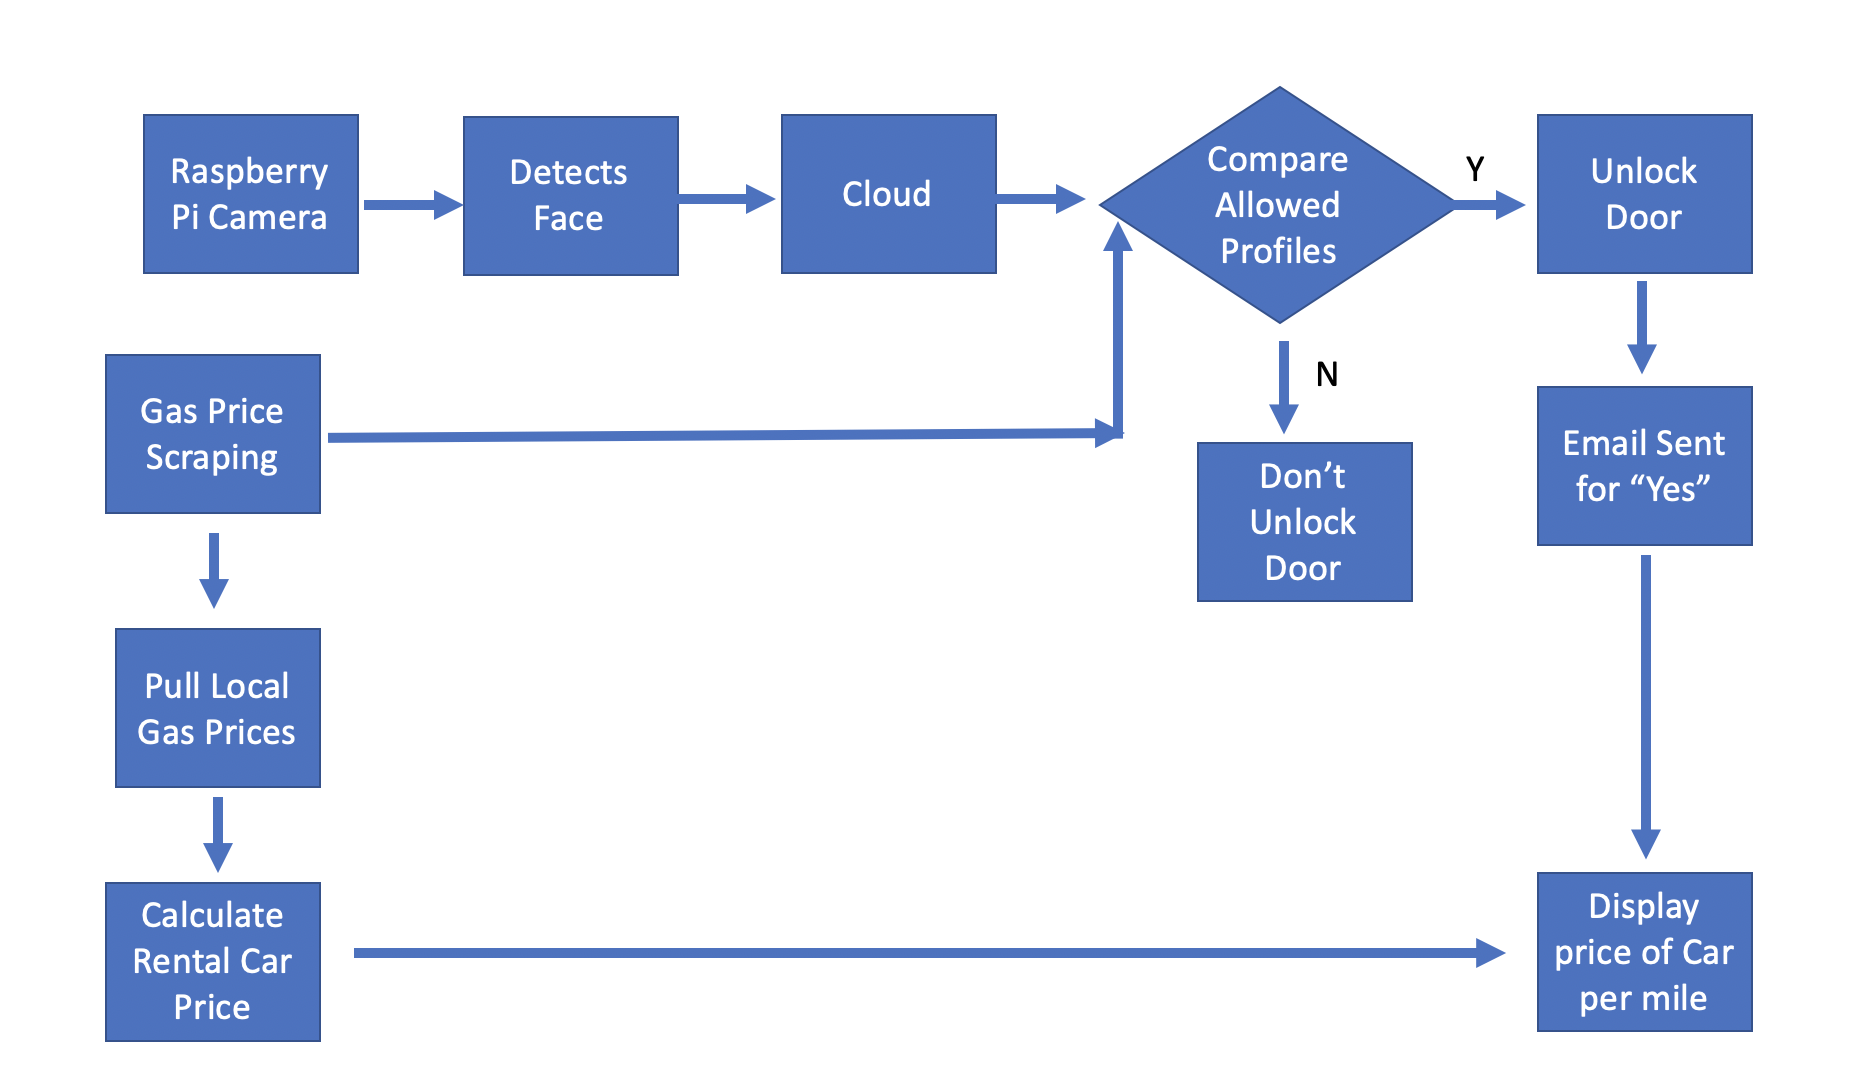 Raspberry
Pi Camera
Detects
Face
Cloud
Compare
Allowed
Profiles
Y
Unlock
Door
N
Gas Price
Scraping
Don’t
Unlock
Door
Email Sent
for “Yes”
Pull Local
Gas Prices
Calculate
Rental Car
Price
Display
price of Car
per mile